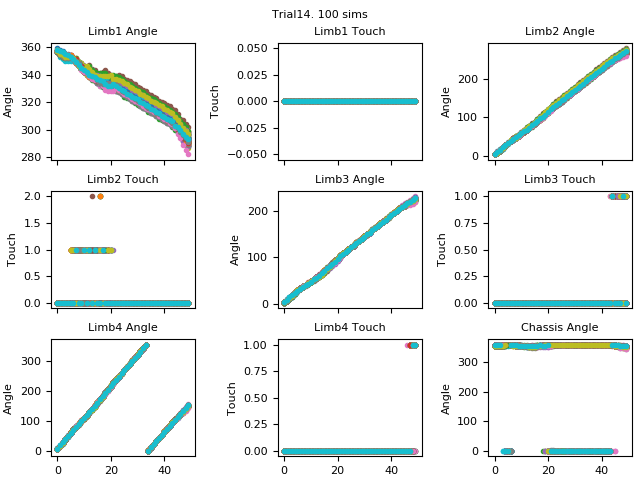 Trial14. 100 sims
Limb1 Angle
Limb1 Touch
Limb2 Angle
Angle
360
340
320
300
280
Touch
0.050
0.025
0.000
−0.025
−0.050
Angle
200
100
0
Limb2 Touch
Limb3 Angle
Limb3 Touch
Touch
2.0
1.5
1.0
0.5
0.0
Angle
200
100
0
Touch
1.00
0.75
0.50
0.25
0.00
Limb4 Angle
Limb4 Touch
Chassis Angle
Angle
300
200
100
0
Touch
1.00
0.75
0.50
0.25
0.00
Angle
300
200
100
0
0 20 40
0 20 40
0 20 40